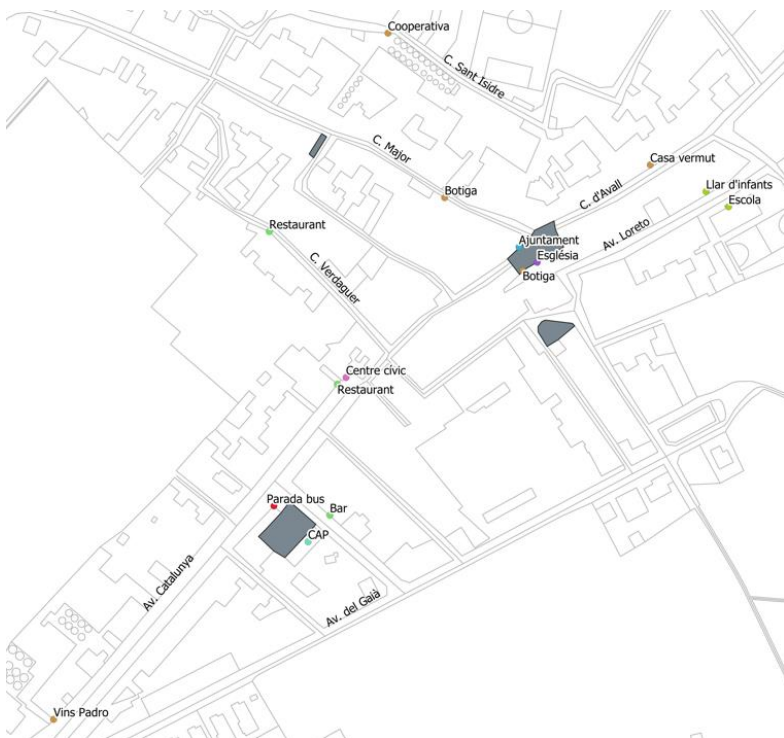 Cooperativa
C. Sant Isidre
C. Major
Casa vermut
Llar d'infants
Botiga
C. d'Avall
Escola
Restaurant
Av. Loreto
Ajuntament
Església
C. Verdaguer
Botiga
Centre cívic
Restaurant
Parada bus
Bar
CAP
Av. Catalunya
Av. del Gaià
Vins Padro